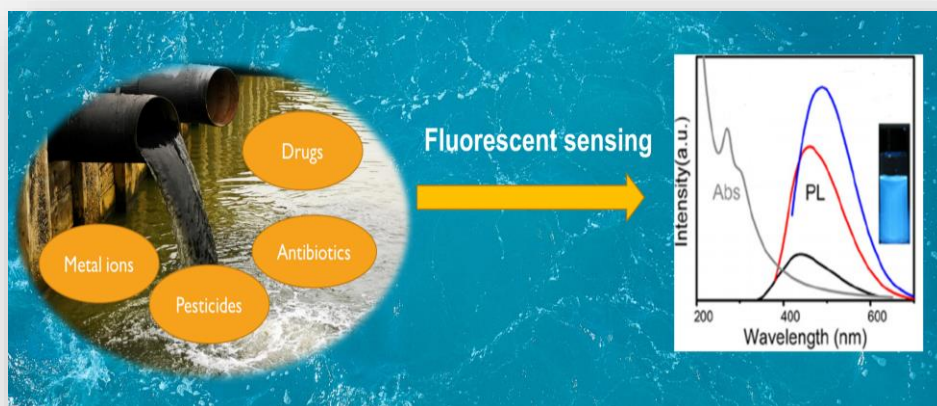 Drugs
Fluorescent sensing
Antibiotics
Metal ions
Pesticides
Intensity(a.u.)
Abs
PL
200
400
600
Wavelength (nm)